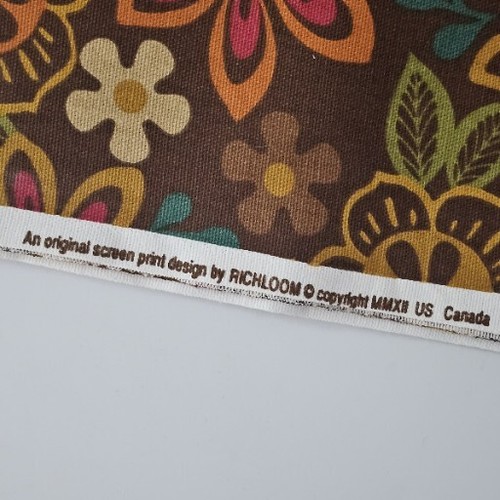 An original screen print design by RICHLOOM © copyright MMXII US Canada